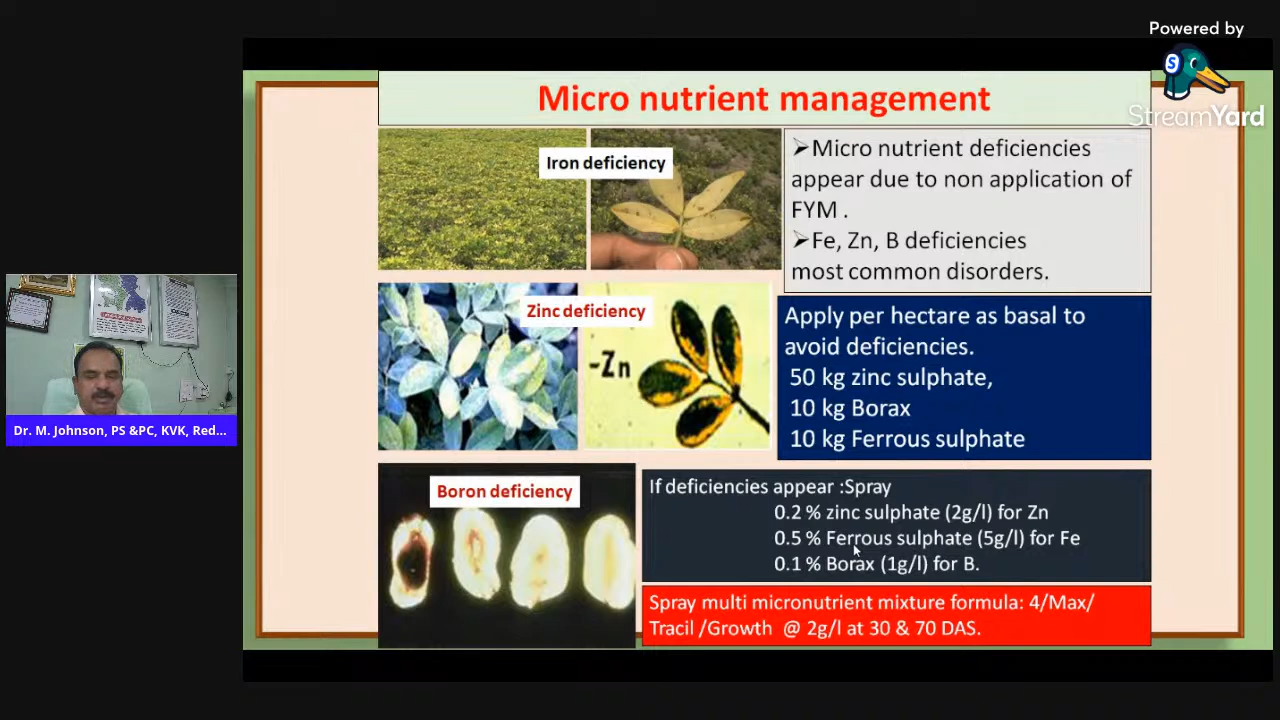 Powered by
S
StreamYard
Micro nutrient management
Iron deficiency
➢Micro nutrient deficiencies
appear due to non application of
FYM .
➢Fe, Zn, B deficiencies
most common disorders.
Zinc deficiency
-Zn
Apply per hectare as basal to
avoid deficiencies.
50 kg zinc sulphate,
10 kg Borax
10 kg Ferrous sulphate
Dr. M. Johnson, PS &PC, KVK, Red...
Boron deficiency
If deficiencies appear :Spray
0.2 % zinc sulphate (2g/l) for Zn
0.5 % Ferrous sulphate (5g/l) for Fe
0.1 % Borax (1g/l) for B.
Spray multi micronutrient mixture formula: 4/Max/
Tracil /Growth @ 2g/l at 30 & 70 DAS.